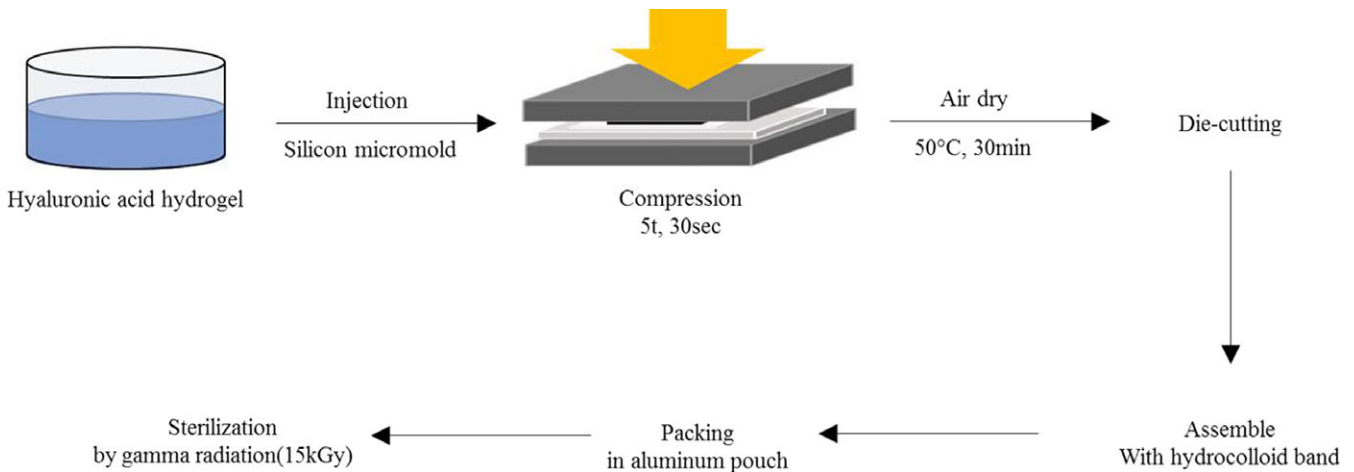 Hyaluronic acid hydrogel
Injection
Silicon micromold
Compression
5t, 30sec
Air dry
50°C, 30min
Die-cutting
Assemble
With hydrocolloid band
Packing
in aluminum pouch
Sterilization
by gamma radiation(15kGy)